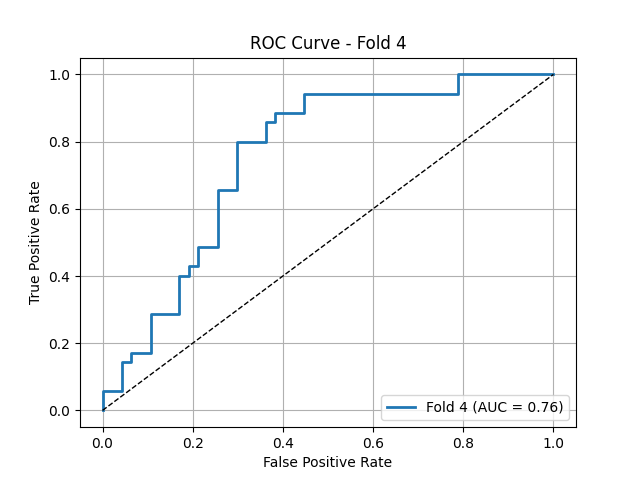 ROC Curve - Fold 4
True Positive Rate
1.0
0.8
0.6
0.4
0.2
0.0
Fold 4 (AUC = 0.76)
0.0 0.2 0.4 0.6 0.8 1.0
False Positive Rate